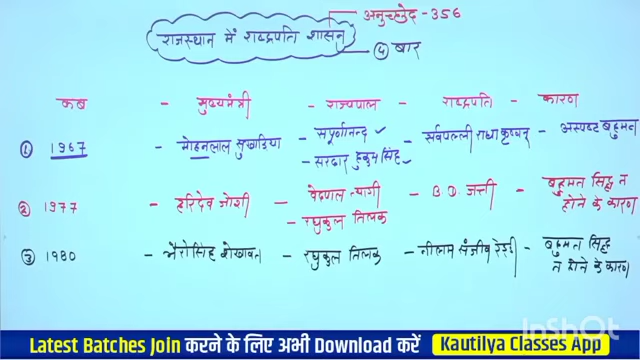 अनुच्छेद - 356
राजस्थान में राष्ट्रपति शासन
④ बार
कब - मुख्यमंत्री - राज्यपाल - राष्ट्रपति - कारण
① 1967 - मोहनलाल सुखाडिया - सपूर्णानन्द ✓ - सर्वपल्ली राधाकृष्णन् - अस्पष्ट बहुमत
- सरदार हुकुम सिंह ✓
② 1977 - हरिदेव जोशी - वेदपाल त्यागी - B.D. जत्ती - बहुमत सिद्ध न
- रघुकुल तिलक होने के कारण
③ 1980 - भैरोसिंह शेखावत - रघुकुल तिलक - नीलम संजीव रेड्डी - बहुमत सिद्ध
न होने के कारण
InShOt
Latest Batches Join करने के लिए अभी Download करें Kautilya Classes App